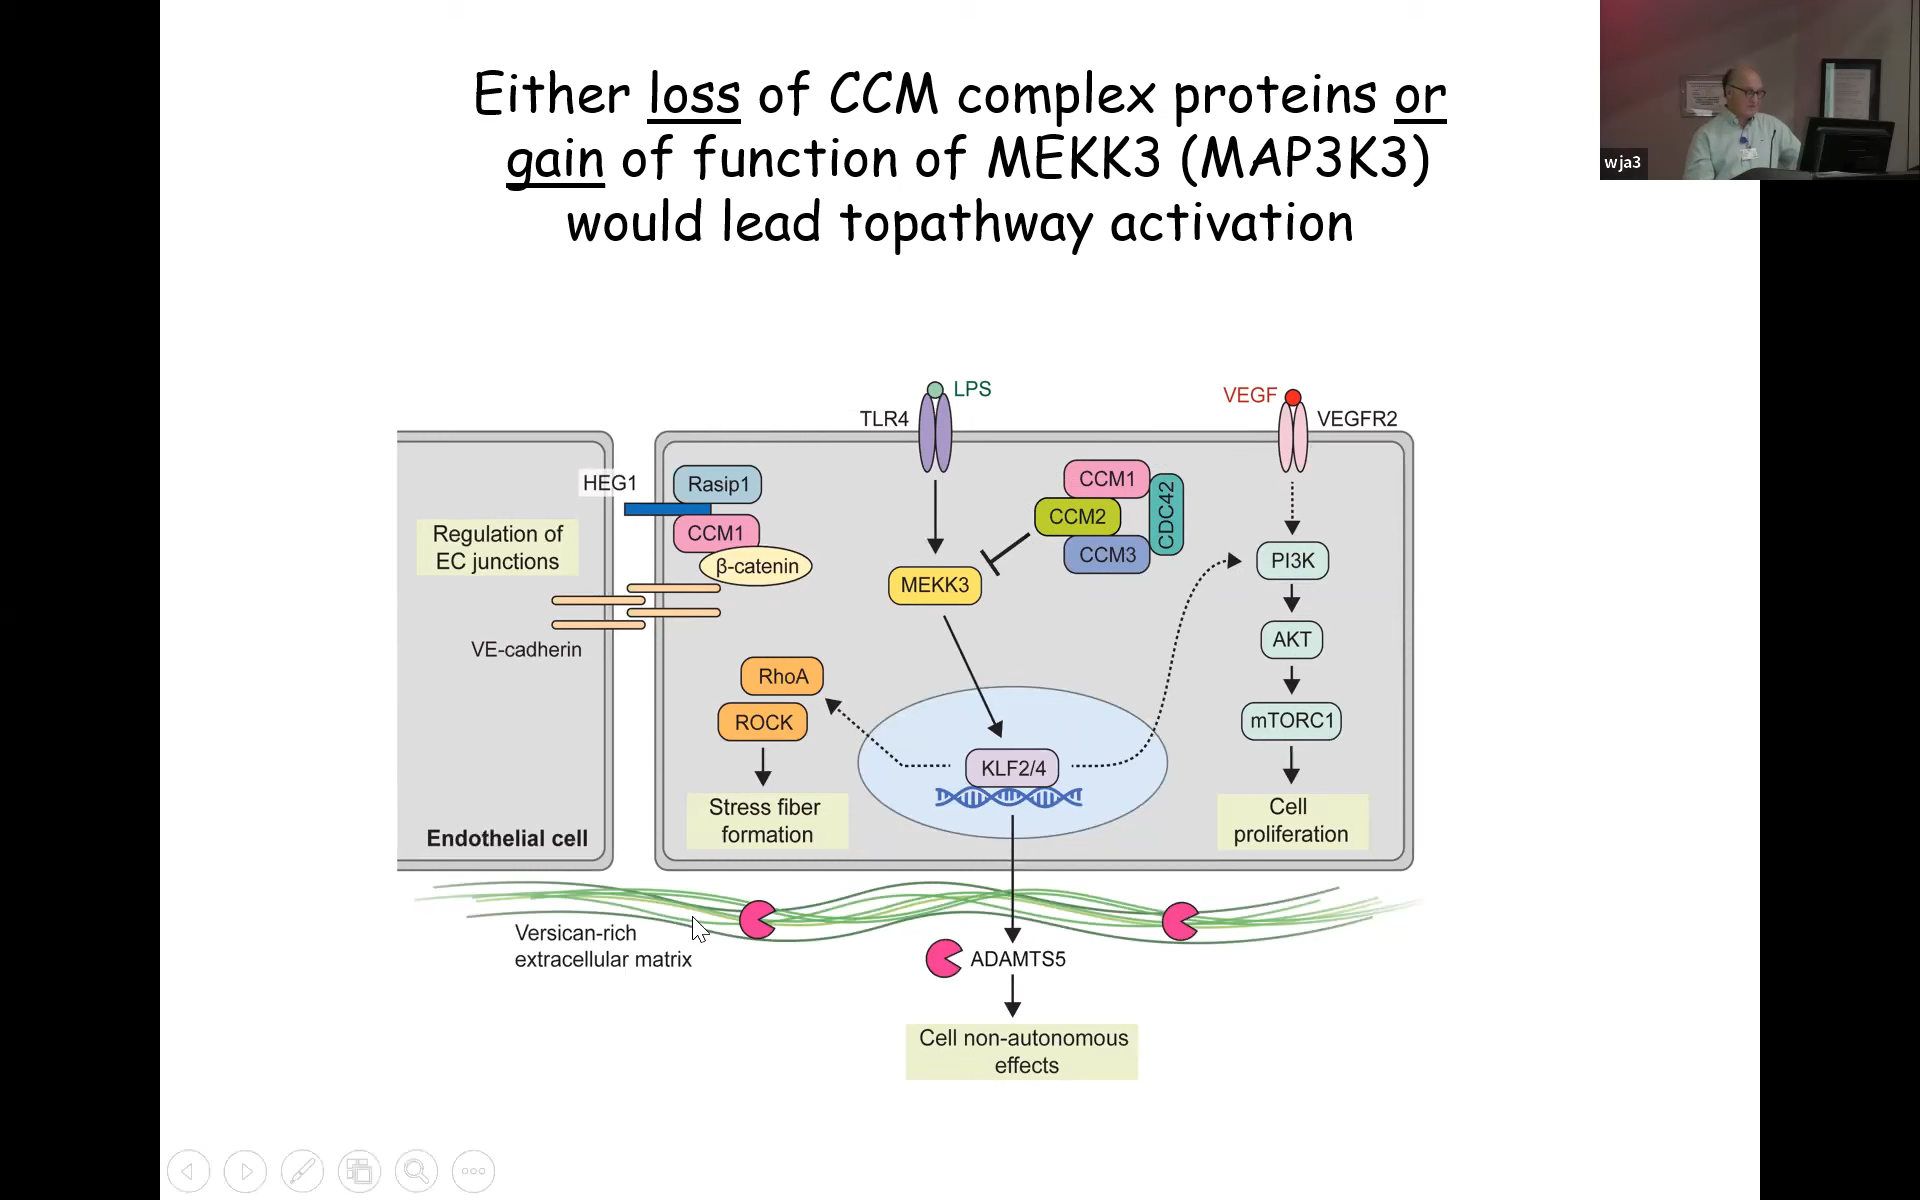 Either loss of CCM complex proteins or
gain of function of MEKK3 (MAP3K3)
would lead topathway activation
wja3
LPS
TLR4
VEGF
VEGFR2
HEG1
Rasip1
CCM1
β-catenin
Regulation of
EC junctions
VE-cadherin
CCM1
CCM2
CCM3
CDC42
MEKK3
PI3K
AKT
mTORC1
RhoA
ROCK
KLF2/4
Stress fiber
formation
Cell
proliferation
Endothelial cell
Versican-rich
extracellular matrix
ADAMTS5
Cell non-autonomous
effects